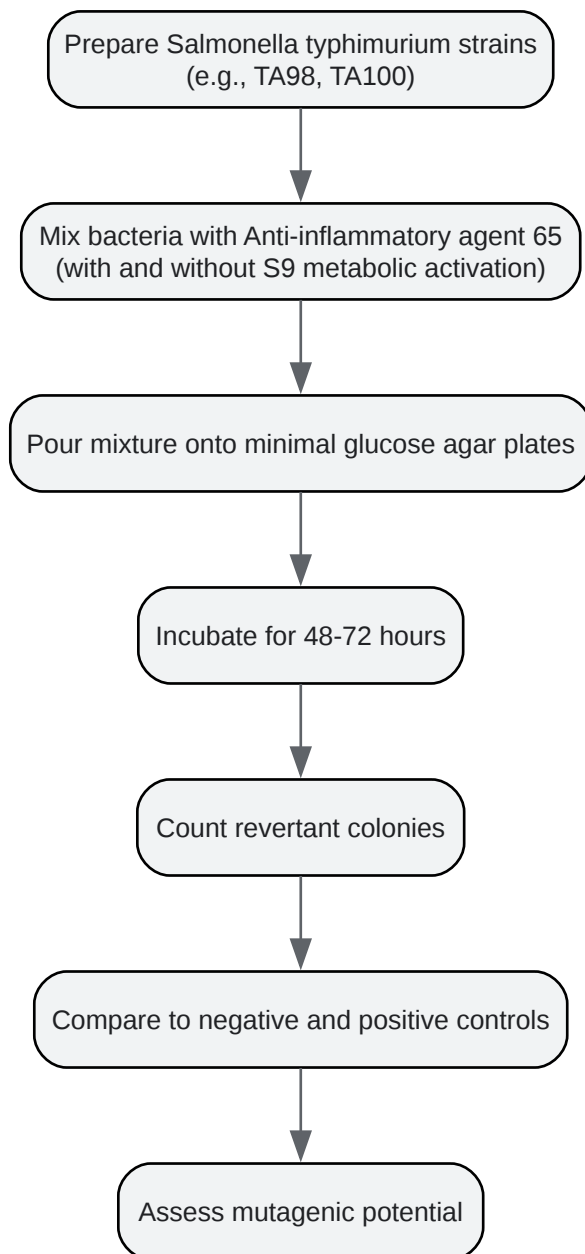 Prepare Salmonella typhimurium strains
(e.g., TA98, TA100)
Mix bacteria with Anti-inflammatory agent 65
(with and without S9 metabolic activation)
Pour mixture onto minimal glucose agar plates
Incubate for 48-72 hours
Count revertant colonies
Compare to negative and positive controls
Assess mutagenic potential